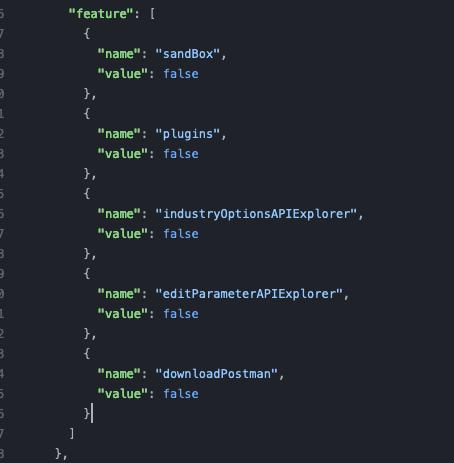 "feature": [
{
"name": "sandBox",
"value": false
},
{
"name": "plugins",
"value": false
},
{
"name": "industryOptionsAPIExplorer",
"value": false
},
{
"name": "editParameterAPIExplorer",
"value": false
},
{
"name": "downloadPostman",
"value": false
}
]
},